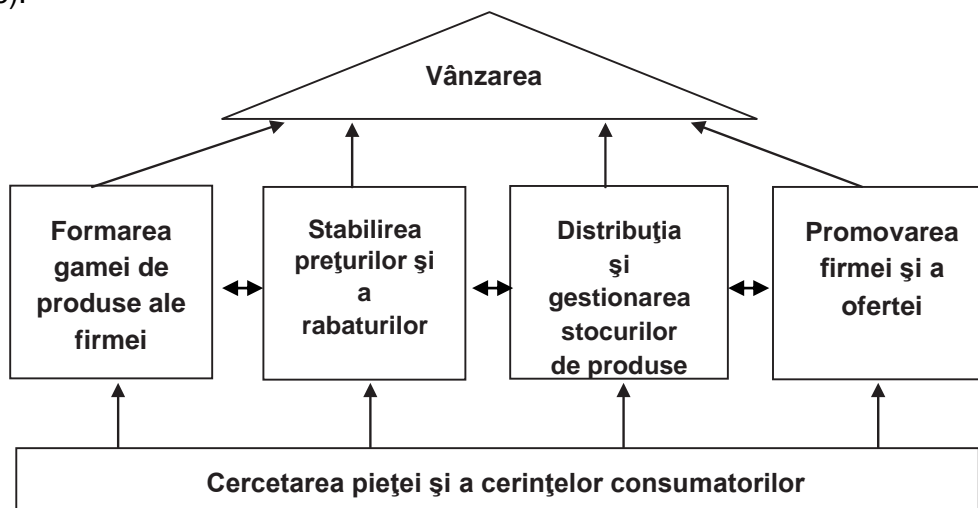 Vânzarea
Formarea
gamei de
produse ale
firmei
Stabilirea
preţurilor şi
a
rabaturilor
Distribuţia
şi
gestionarea
stocurilor
de produse
Promovarea
firmei şi a
ofertei
Cercetarea pieţei şi a cerinţelor consumatorilor